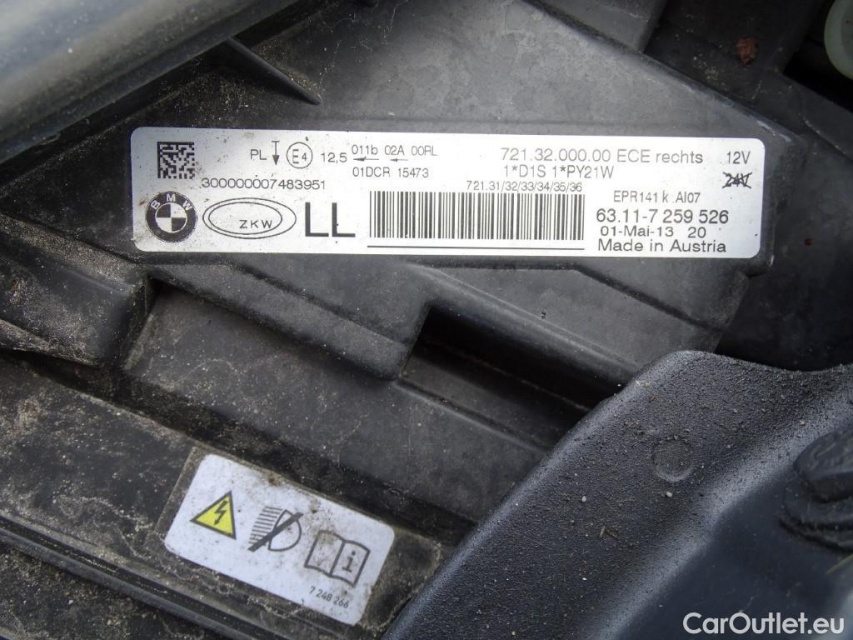 PL E4 12,5 011b 02A 00RL
01DCR 15473
300000007483951
BMW
ZKW
LL
721.32.000.00 ECE rechts 12V
1*D1S 1*PY21W 24V
721.31/32/33/34/35/36
EPR141 k .AI07
63.11-7 259 526
01-Mai-13 20
Made in Austria
7 248 266
CarOutlet.eu